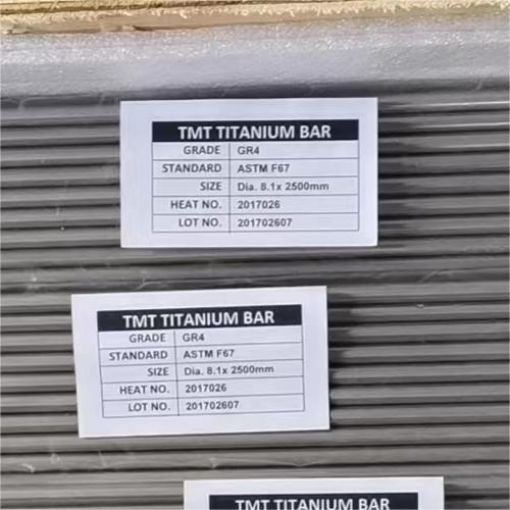 TMT TITANIUM BAR
GRADE GR4
STANDARD ASTM F67
SIZE Dia. 8.1x 2500mm
HEAT NO. 2017026
LOT NO. 201702607
TMT TITANIUM BAR
GRADE GR4
STANDARD ASTM F67
SIZE Dia. 8.1x 2500mm
HEAT NO. 2017026
LOT NO. 201702607
TMT TITANIUM BAR